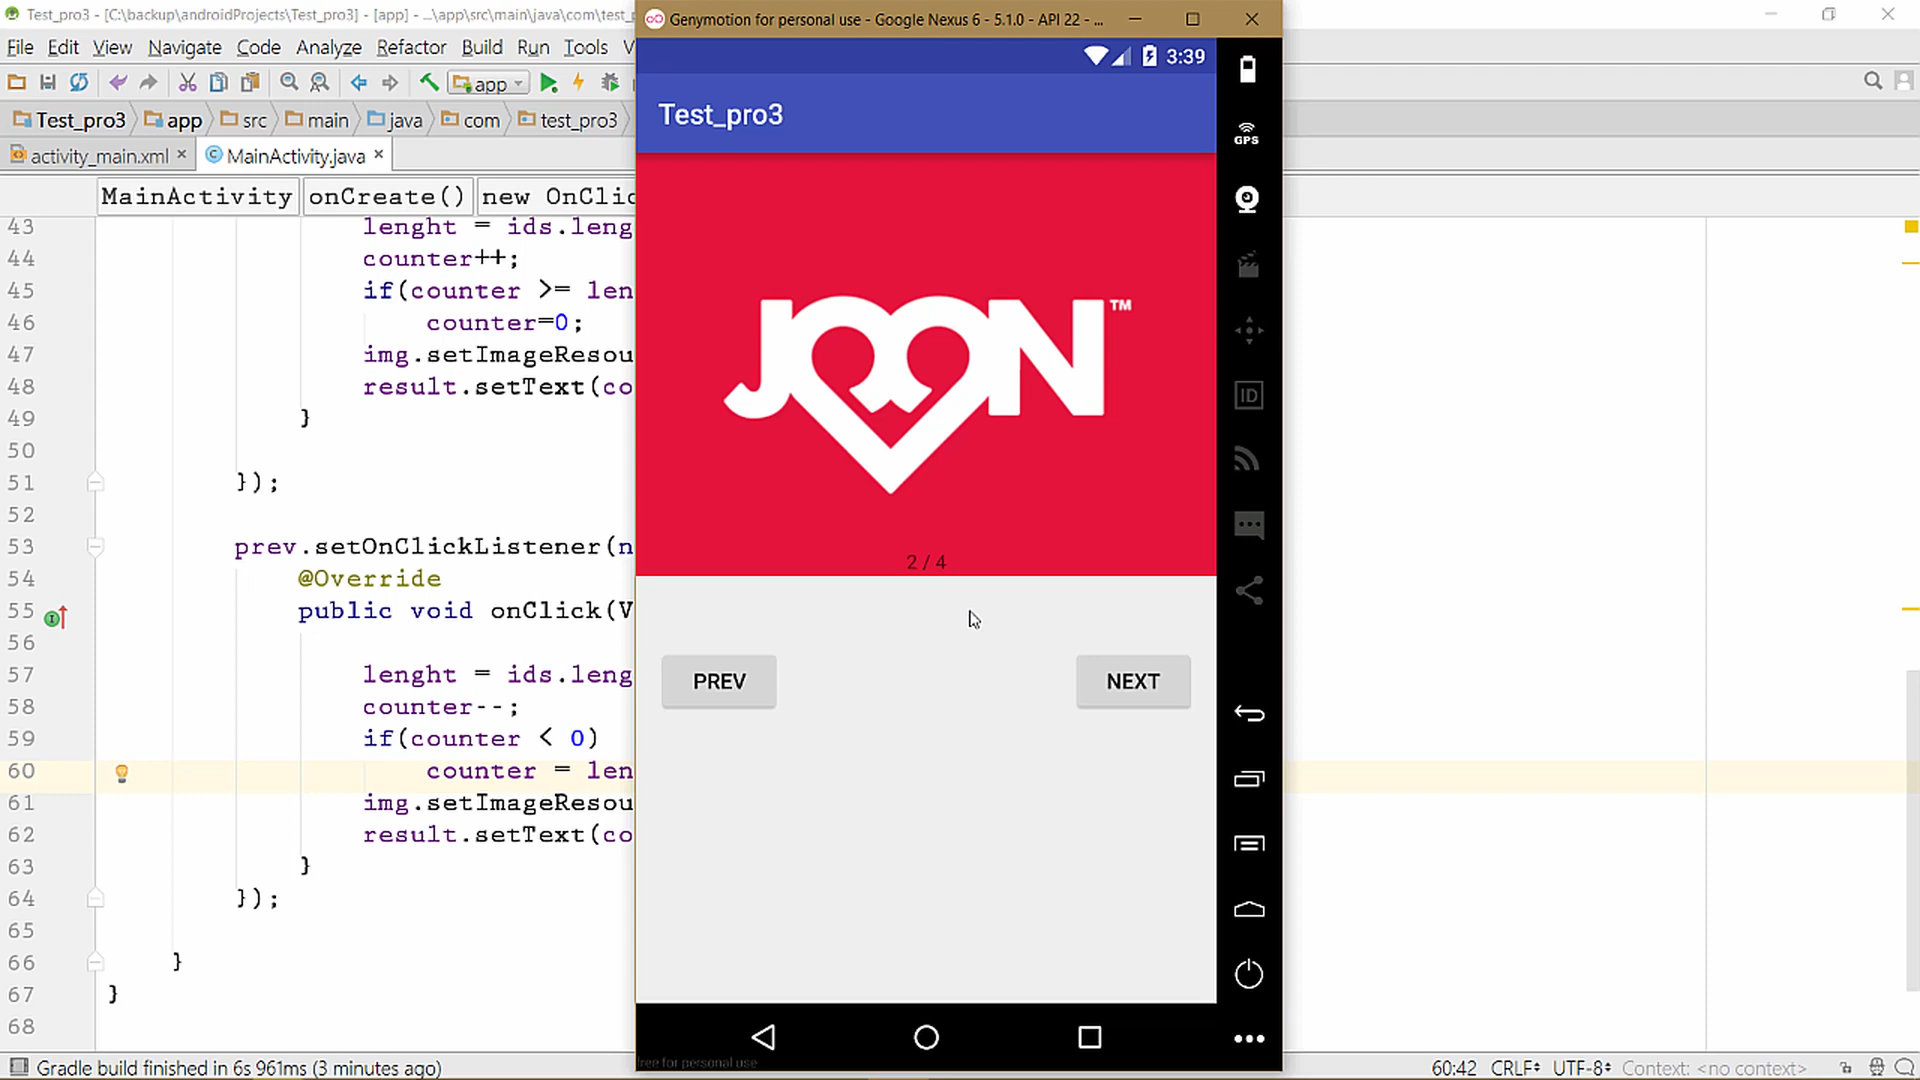 Test_pro3 - [C:\backup\androidProjects\Test_pro3] - [app] - ...\app\src\main\java\com\test_
File Edit View Navigate Code Analyze Refactor Build Run Tools V
app
Test_pro3 app src main java com test_pro3
activity_main.xml MainActivity.java
MainActivity onCreate() new OnClic
43 lenght = ids.leng
44 counter++;
45 if(counter >= len
46 counter=0;
47 img.setImageResou
48 result.setText(co
49 }
50
51 });
52
53 prev.setOnClickListener(n
54 @Override
55 public void onClick(V
56
57 lenght = ids.leng
58 counter--;
59 if(counter < 0)
60 counter = len
61 img.setImageResou
62 result.setText(co
63 }
64 });
65
66 }
67 }
68
Gradle build finished in 6s 961ms (3 minutes ago)
60:42 CRLF UTF-8 Context: <no context>
Genymotion for personal use - Google Nexus 6 - 5.1.0 - API 22 - ...
3:39
Test_pro3
JOON™
2 / 4
PREV NEXT
free for personal use
GPS
ID